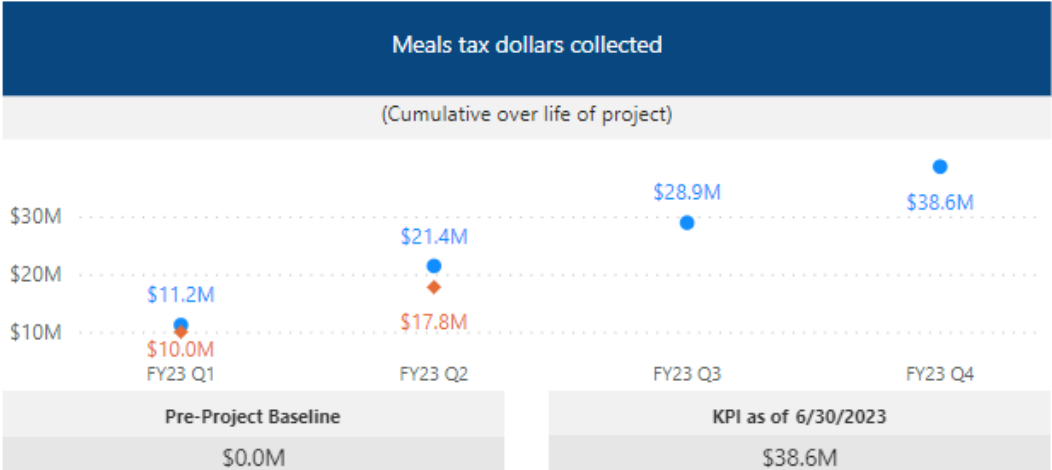 Meals tax dollars collected
(Cumulative over life of project)
$28.9M
$38.6M
$30M
$21.4M
$20M
$11.2M
$17.8M
$10M
$10.0M
FY23 Q1 FY23 Q2 FY23 Q3 FY23 Q4
Pre-Project Baseline KPI as of 6/30/2023
$0.0M $38.6M